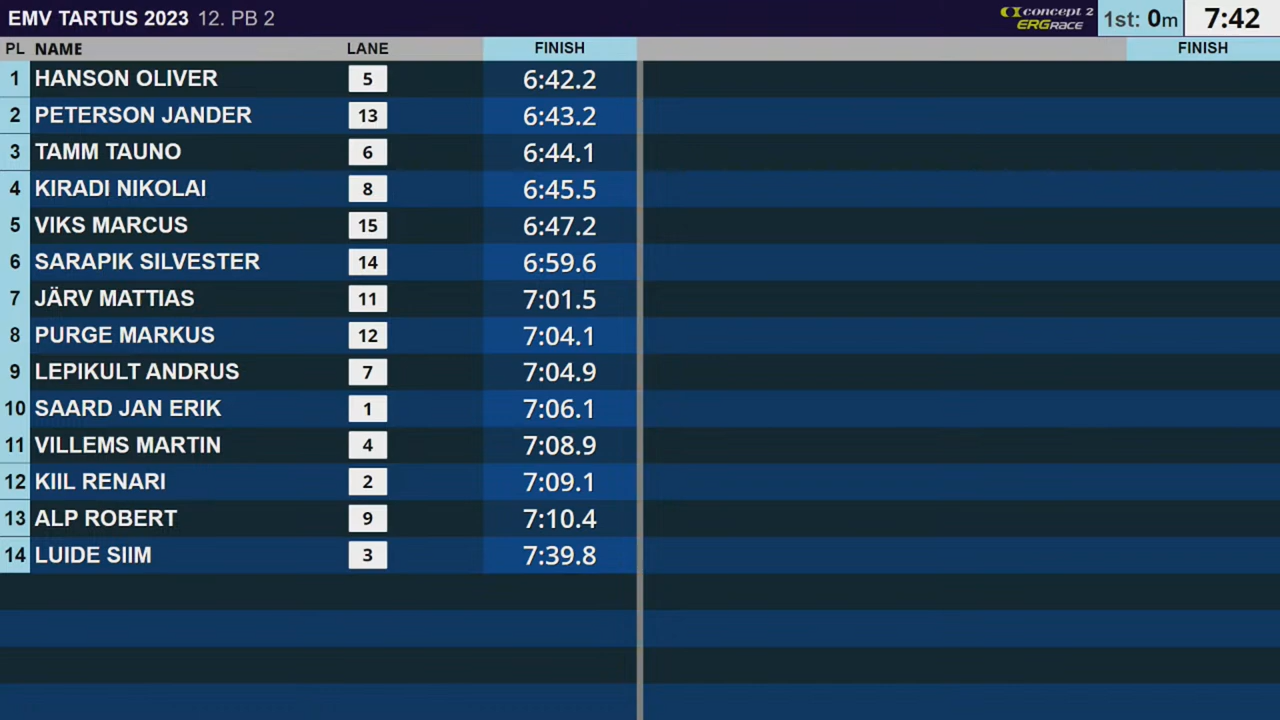 EMV TARTUS 2023 12. PB 2
concept 2
ERGRACE
1st: 0m
7:42
PL NAME LANE FINISH FINISH
1 HANSON OLIVER 5 6:42.2
2 PETERSON JANDER 13 6:43.2
3 TAMM TAUNO 6 6:44.1
4 KIRADI NIKOLAI 8 6:45.5
5 VIKS MARCUS 15 6:47.2
6 SARAPIK SILVESTER 14 6:59.6
7 JÄRV MATTIAS 11 7:01.5
8 PURGE MARKUS 12 7:04.1
9 LEPIKULT ANDRUS 7 7:04.9
10 SAARD JAN ERIK 1 7:06.1
11 VILLEMS MARTIN 4 7:08.9
12 KIIL RENARI 2 7:09.1
13 ALP ROBERT 9 7:10.4
14 LUIDE SIIM 3 7:39.8